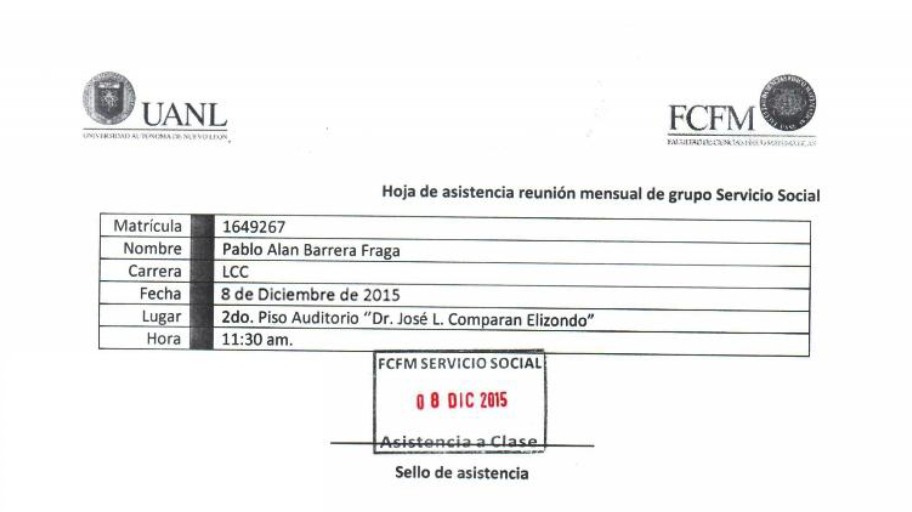 UANL
UNIVERSIDAD AUTÓNOMA DE NUEVO LEÓN
FCFM
FACULTAD DE CIENCIAS FÍSICO MATEMÁTICAS
Hoja de asistencia reunión mensual de grupo Servicio Social
Matrícula 1649267
Nombre Pablo Alan Barrera Fraga
Carrera LCC
Fecha 8 de Diciembre de 2015
Lugar 2do. Piso Auditorio "Dr. José L. Comparan Elizondo"
Hora 11:30 am.
FCFM SERVICIO SOCIAL
08 DIC 2015
Asistencia a Clase
Sello de asistencia